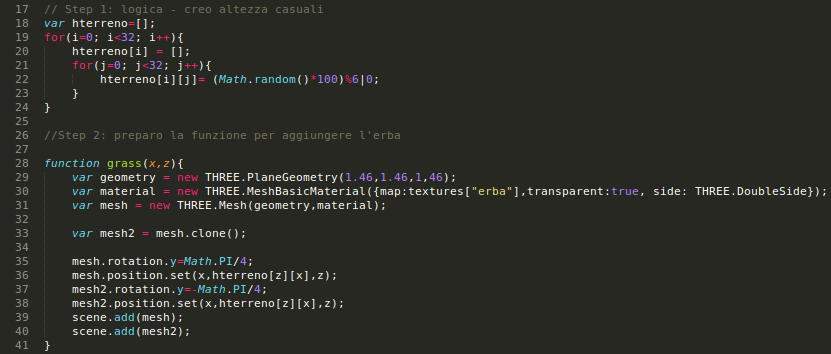 17 // Step 1: logica - creo altezza casuali
18 var hterreno=[];
19 for(i=0; i<32; i++){
20     hterreno[i] = [];
21     for(j=0; j<32; j++){
22         hterreno[i][j]= (Math.random()*100)%6|0;
23     }
24 }
25
26 //Step 2: preparo la funzione per aggiungere l'erba
27
28 function grass(x,z){
29     var geometry = new THREE.PlaneGeometry(1.46,1.46,1,46);
30     var material = new THREE.MeshBasicMaterial({map:textures["erba"],transparent:true, side: THREE.DoubleSide});
31     var mesh = new THREE.Mesh(geometry,material);
32
33     var mesh2 = mesh.clone();
34
35     mesh.rotation.y=Math.PI/4;
36     mesh.position.set(x,hterreno[z][x],z);
37     mesh2.rotation.y=-Math.PI/4;
38     mesh2.position.set(x,hterreno[z][x],z);
39     scene.add(mesh);
40     scene.add(mesh2);
41 }